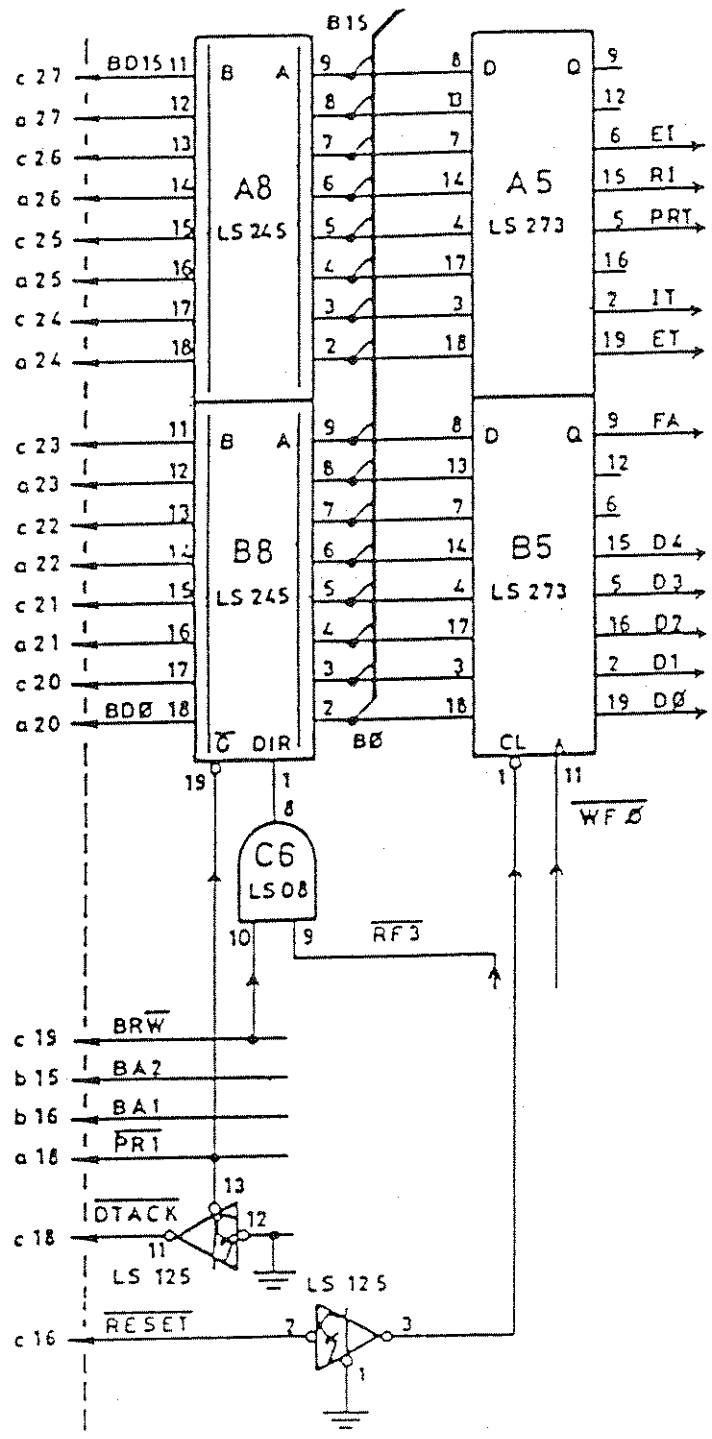 B15
c 27 BD15 11 B A 9 8 D Q 9
a 27 12 8 13 12
c 26 13 7 7 6 EI
a 26 14 6 A8 14 A5 15 RI
c 25 15 LS 245 5 4 LS 273 5 PRT
a 25 16 4 17 16
c 24 17 3 3 2 IT
a 24 18 2 18 19 ET
c 23 11 B A 9 8 D Q 9 FA
a 23 12 8 13 12
c 22 13 7 7 6
a 22 14 B8 6 14 B5 15 D4
c 21 15 LS 245 5 4 LS 273 5 D3
a 21 16 4 17 16 D2
c 20 17 3 3 2 D1
a 20 BDØ 18 2 BØ 18 19 DØ
G̅ DIR CL
19 1 1 11
W̅F̅Ø̅
8
C6
LS 08
10 9 R̅F̅3̅
c 19 BRW̅
b 15 BA2
b 16 BA1
a 18 P̅R̅1̅
13
c 18 D̅T̅A̅C̅K̅ 11 12
LS 125
LS 125
c 16 R̅E̅S̅E̅T̅ 2 3
1